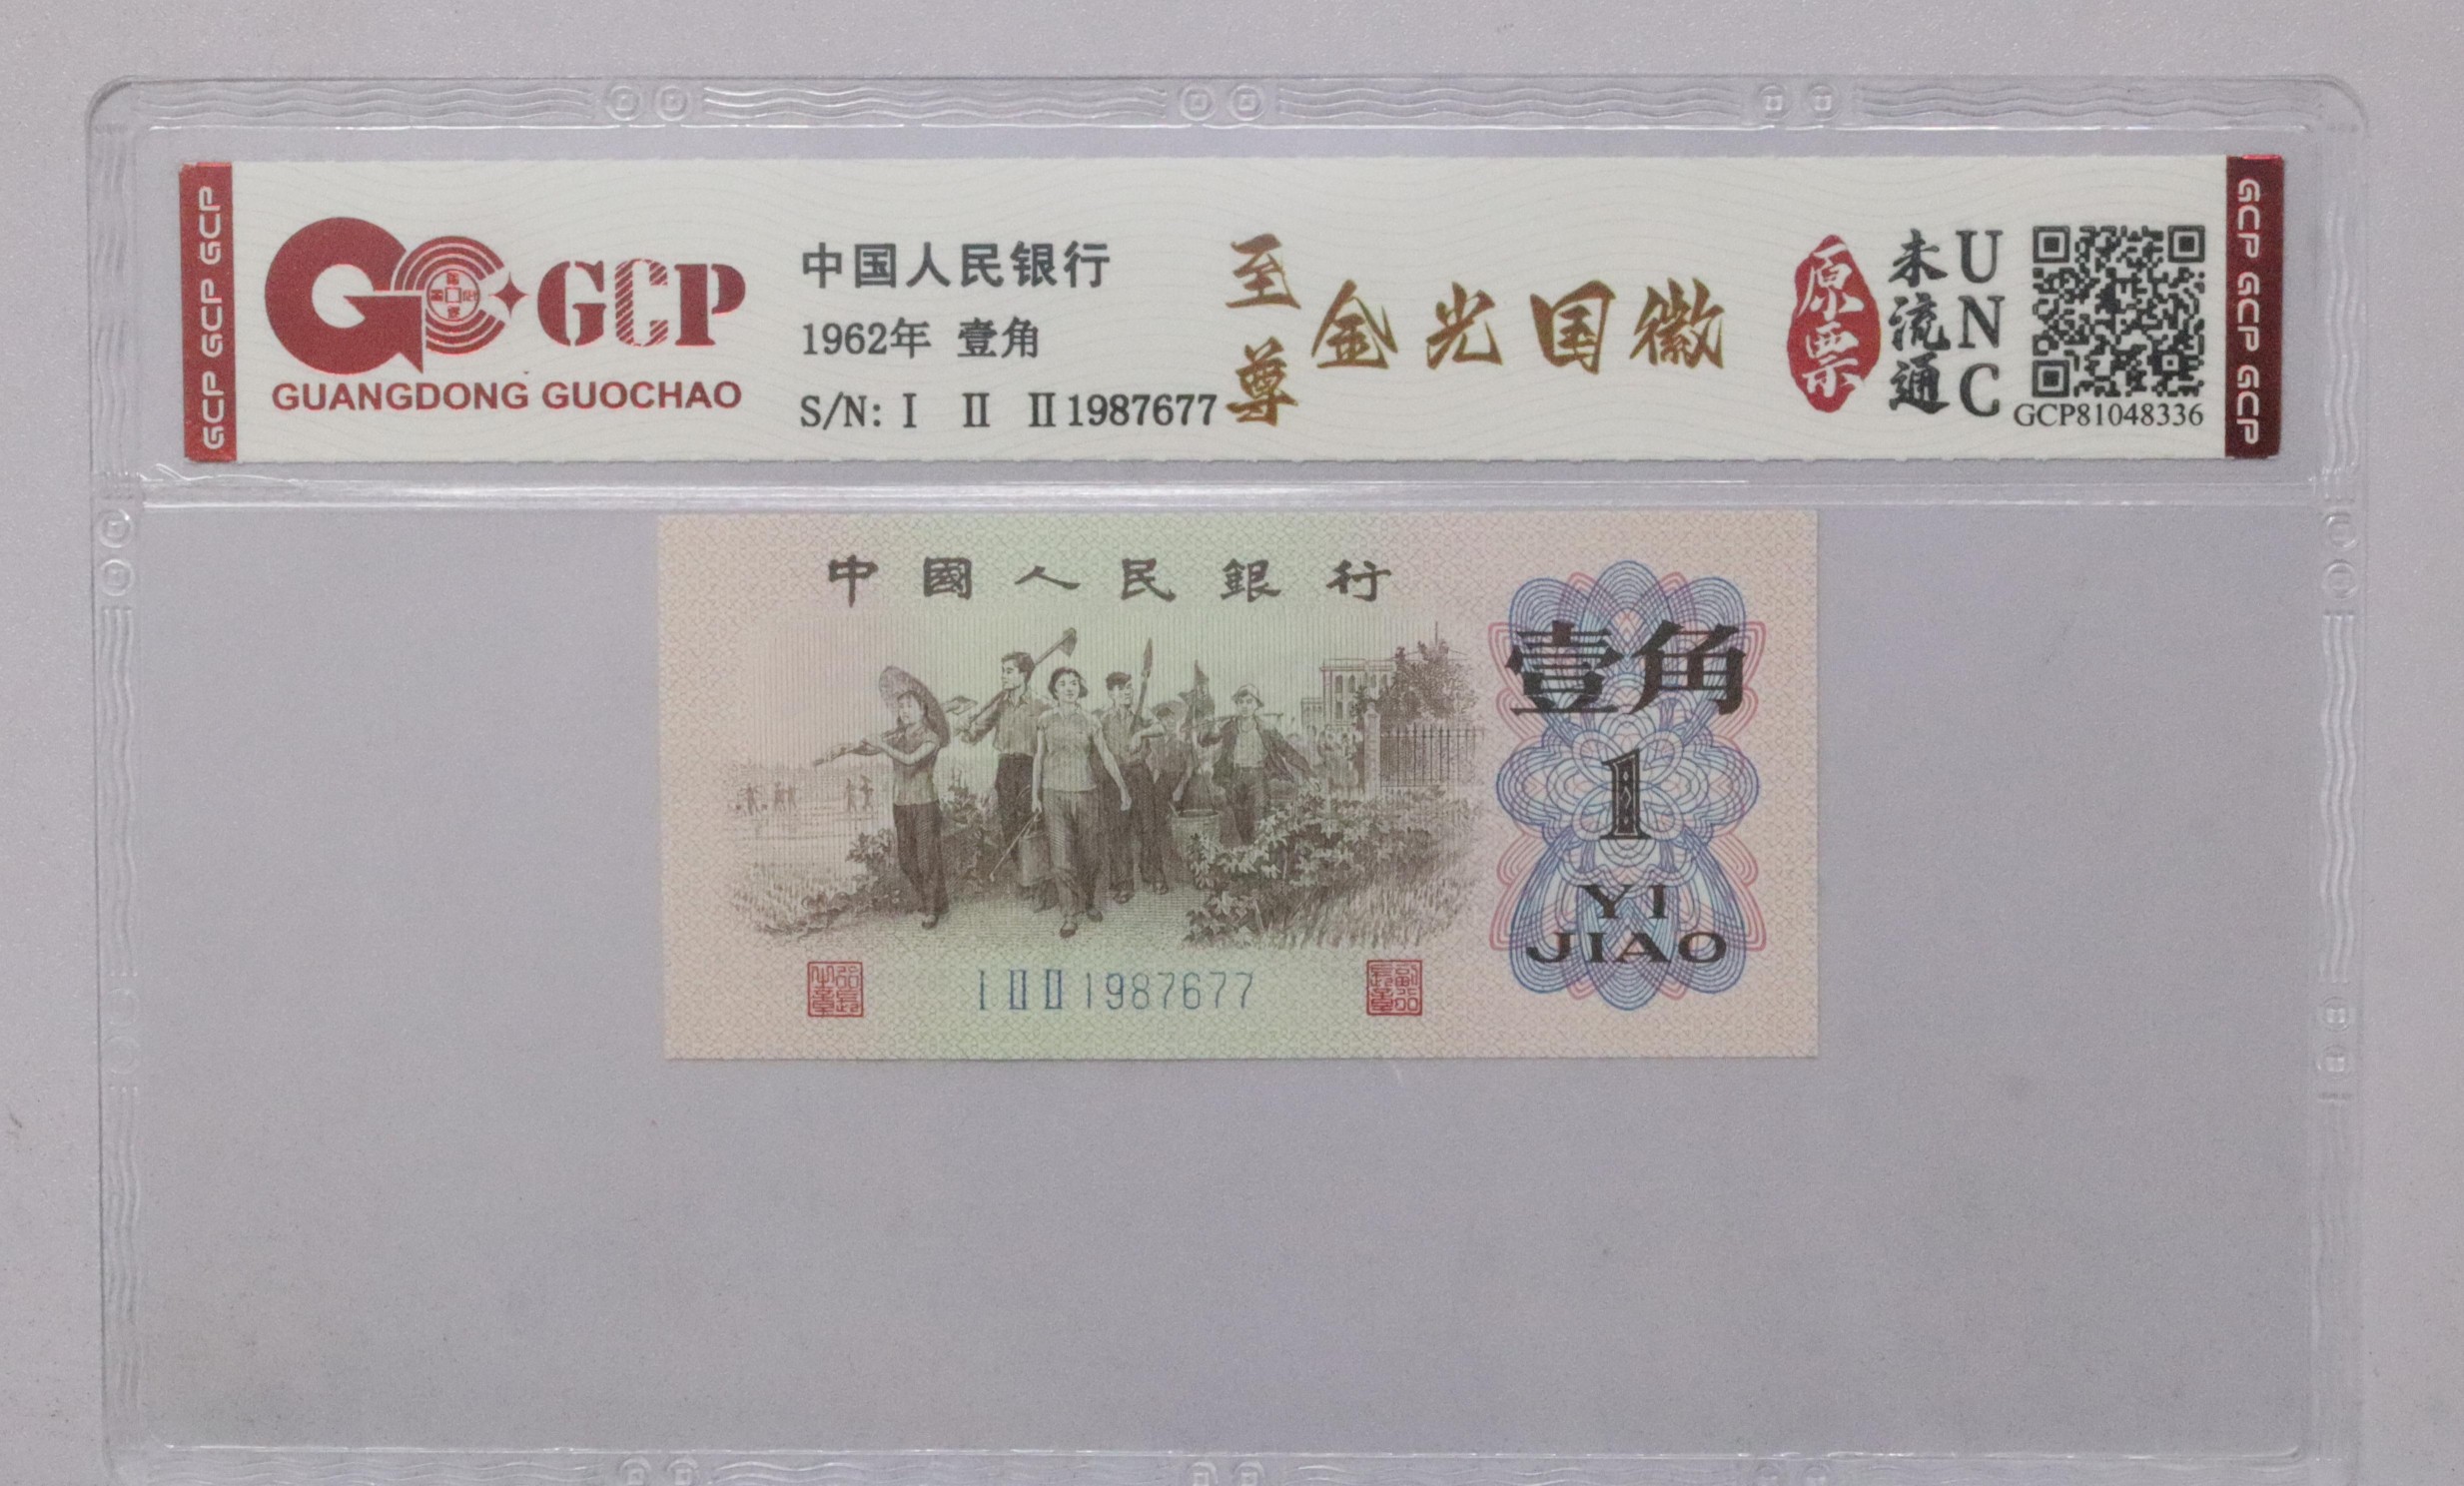 GCP GCP GCP
GCP
GUANGDONG GUOCHAO
中国人民银行
1962年 壹角
S/N: I II II 1987677
至尊
金光国徽
原票
未流通
UNC
GCP81048336
GCP GCP GCP
中國人民銀行
壹角
1
YI
JIAO
I II II 1987677